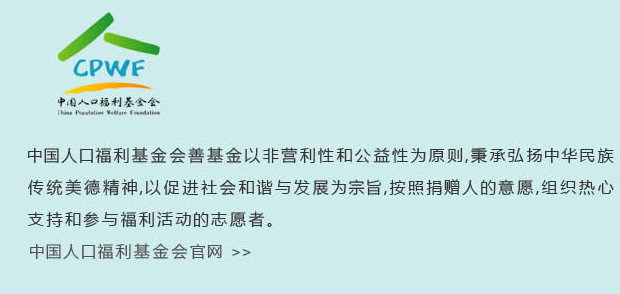 CPWF
中国人口福利基金会
China Population Welfare Foundation
中国人口福利基金会善基金以非营利性和公益性为原则,秉承弘扬中华民族
传统美德精神,以促进社会和谐与发展为宗旨,按照捐赠人的意愿,组织热心
支持和参与福利活动的志愿者。
中国人口福利基金会官网 >>